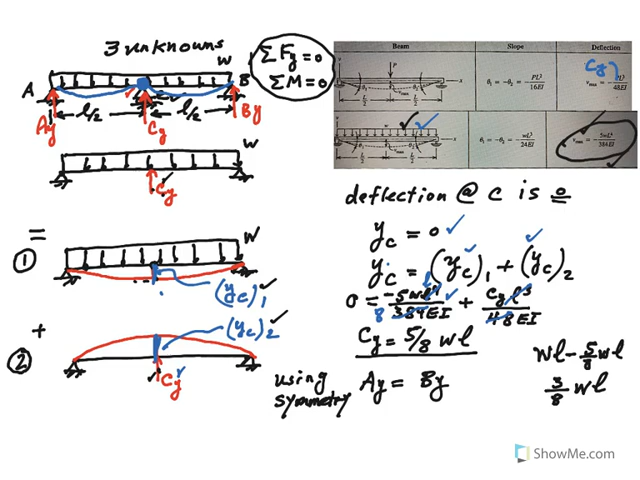 3 unknowns
ΣFy = 0
ΣM = 0
w
A
B
l/2
l/2
Ay
Cy
By
w
Cy
=
①
w
(yc)1
+
②
(yc)2
Cy
using
symmetry
Beam
Slope
Deflection
P
θ1 = −θ2 = PL²/16EI
Cy
vmax = PL³/48EI
w
θ1 = −θ2 = wL³/24EI
vmax = 5wL⁴/384EI
deflection @ c is 0
yc = 0
yc = (yc)1 + (yc)2
0 = -5wl⁴/384EI + Cy l³/48EI
8
Cy = 5/8 wl
Ay = By
wl - 5/8 wl
3/8 wl
ShowMe.com